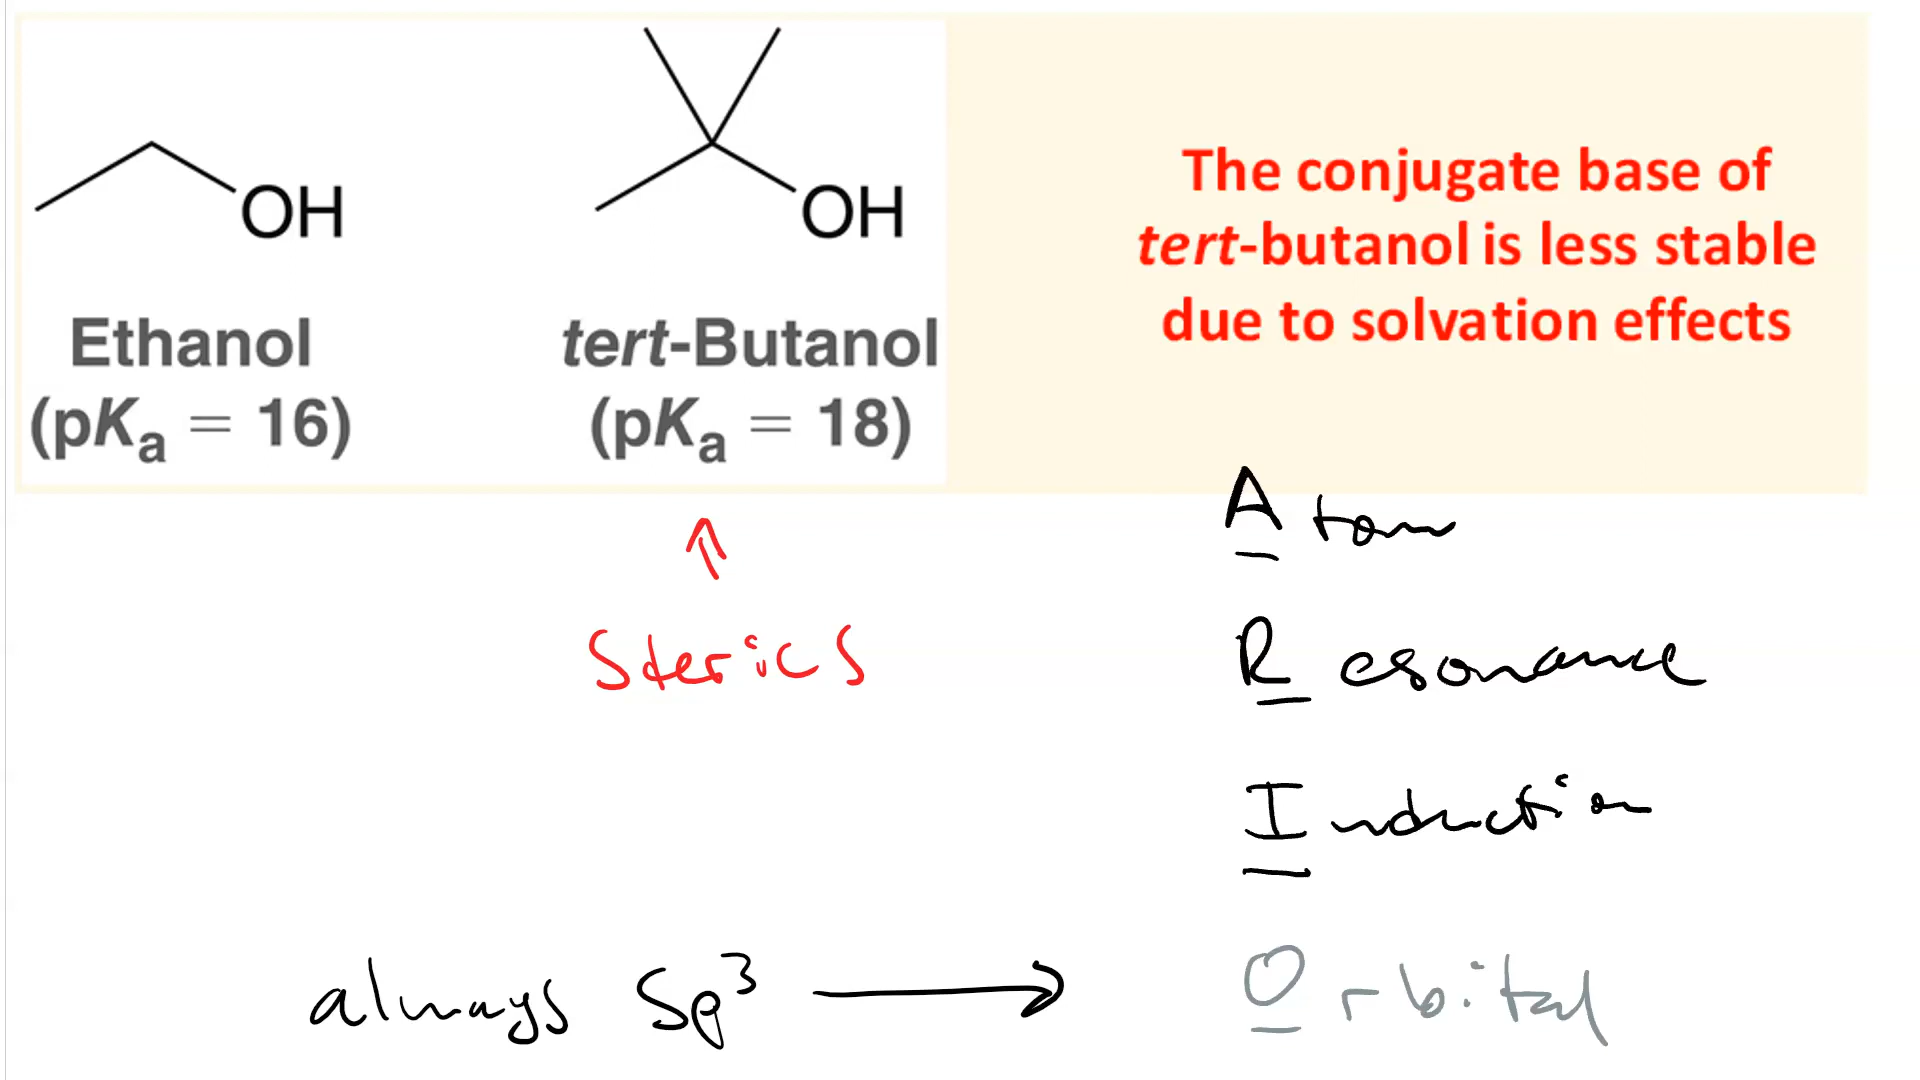 OH
OH
Ethanol
(pKa = 16)
tert-Butanol
(pKa = 18)
The conjugate base of
tert-butanol is less stable
due to solvation effects
Sterics
Atom
Resonance
Induction
always Sp³
Orbital